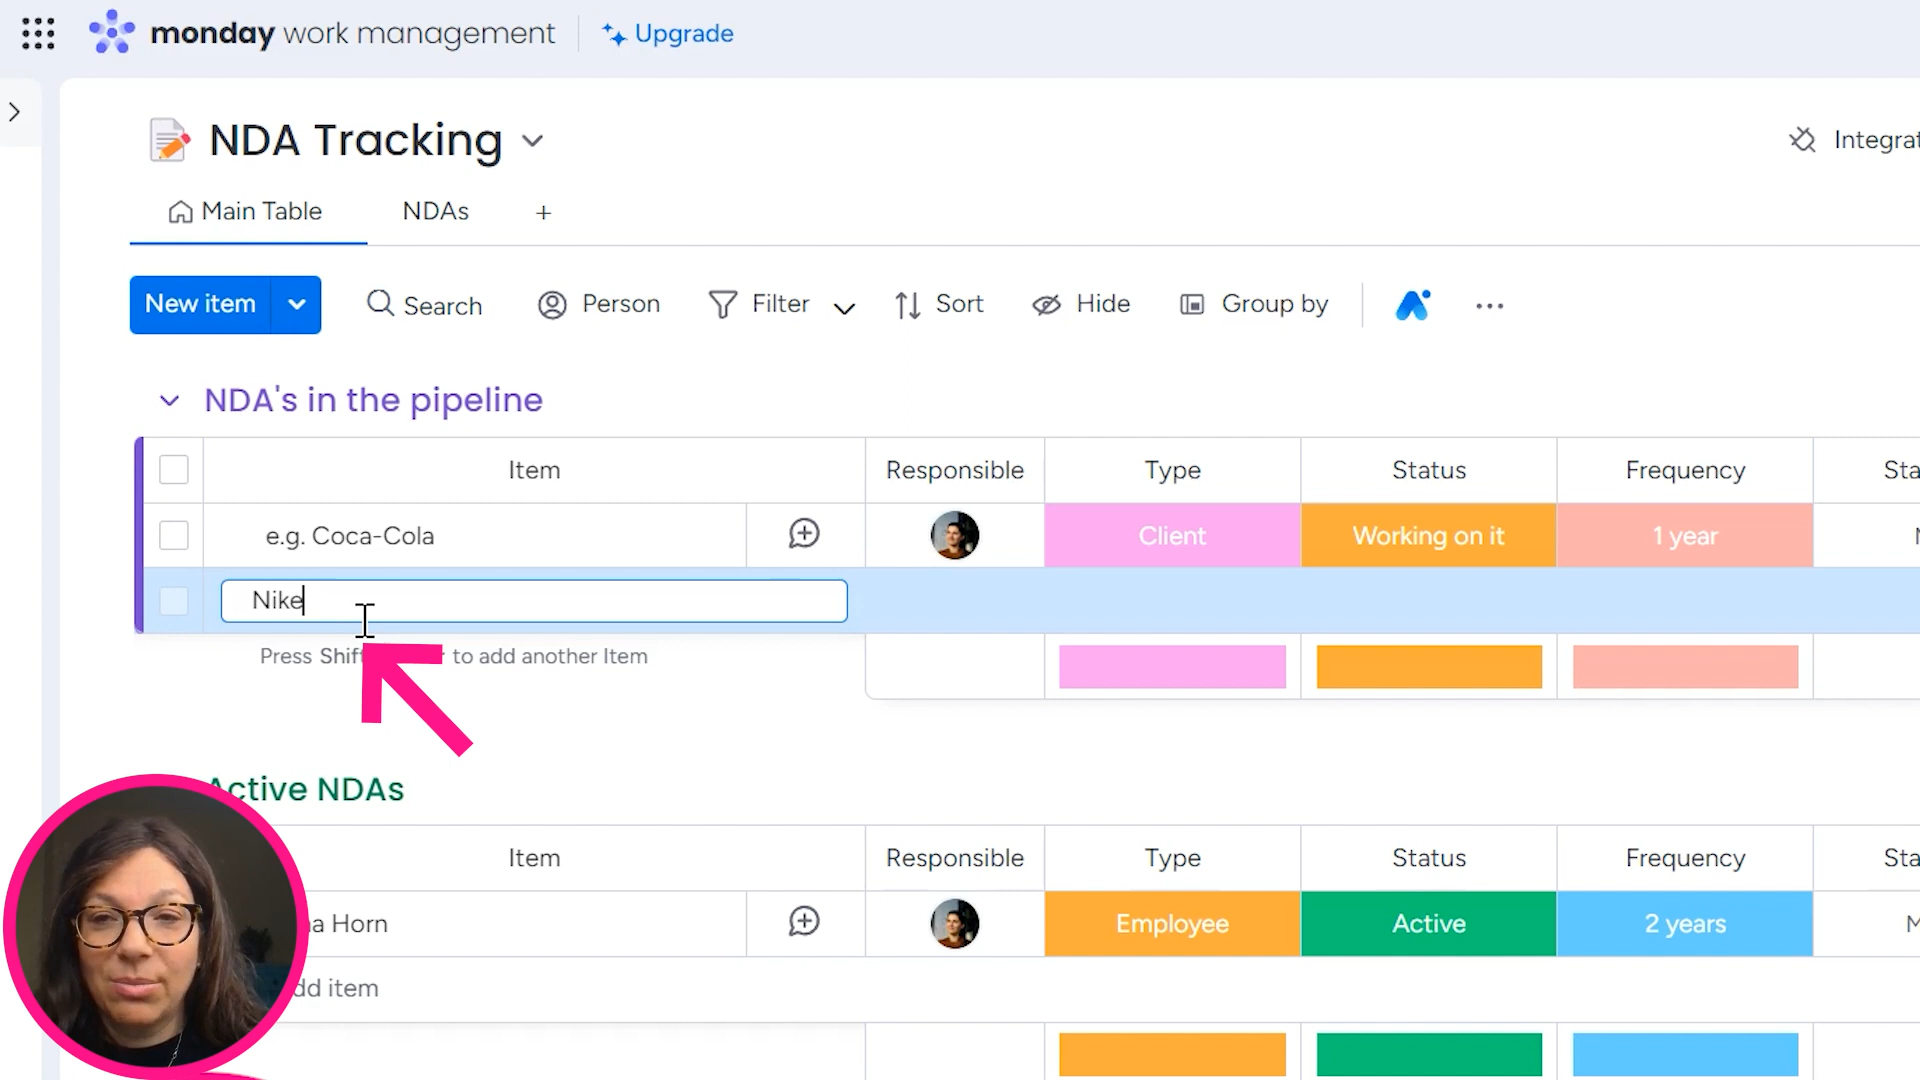 monday work management Upgrade
NDA Tracking
Integrat
Main Table NDAs +
New item Search Person Filter Sort Hide Group by
NDA's in the pipeline
Item Responsible Type Status Frequency Sta
e.g. Coca-Cola Client Working on it 1 year
Nike
Press Shift to add another Item
Active NDAs
Item Responsible Type Status Frequency Sta
a Horn Employee Active 2 years M
dd item